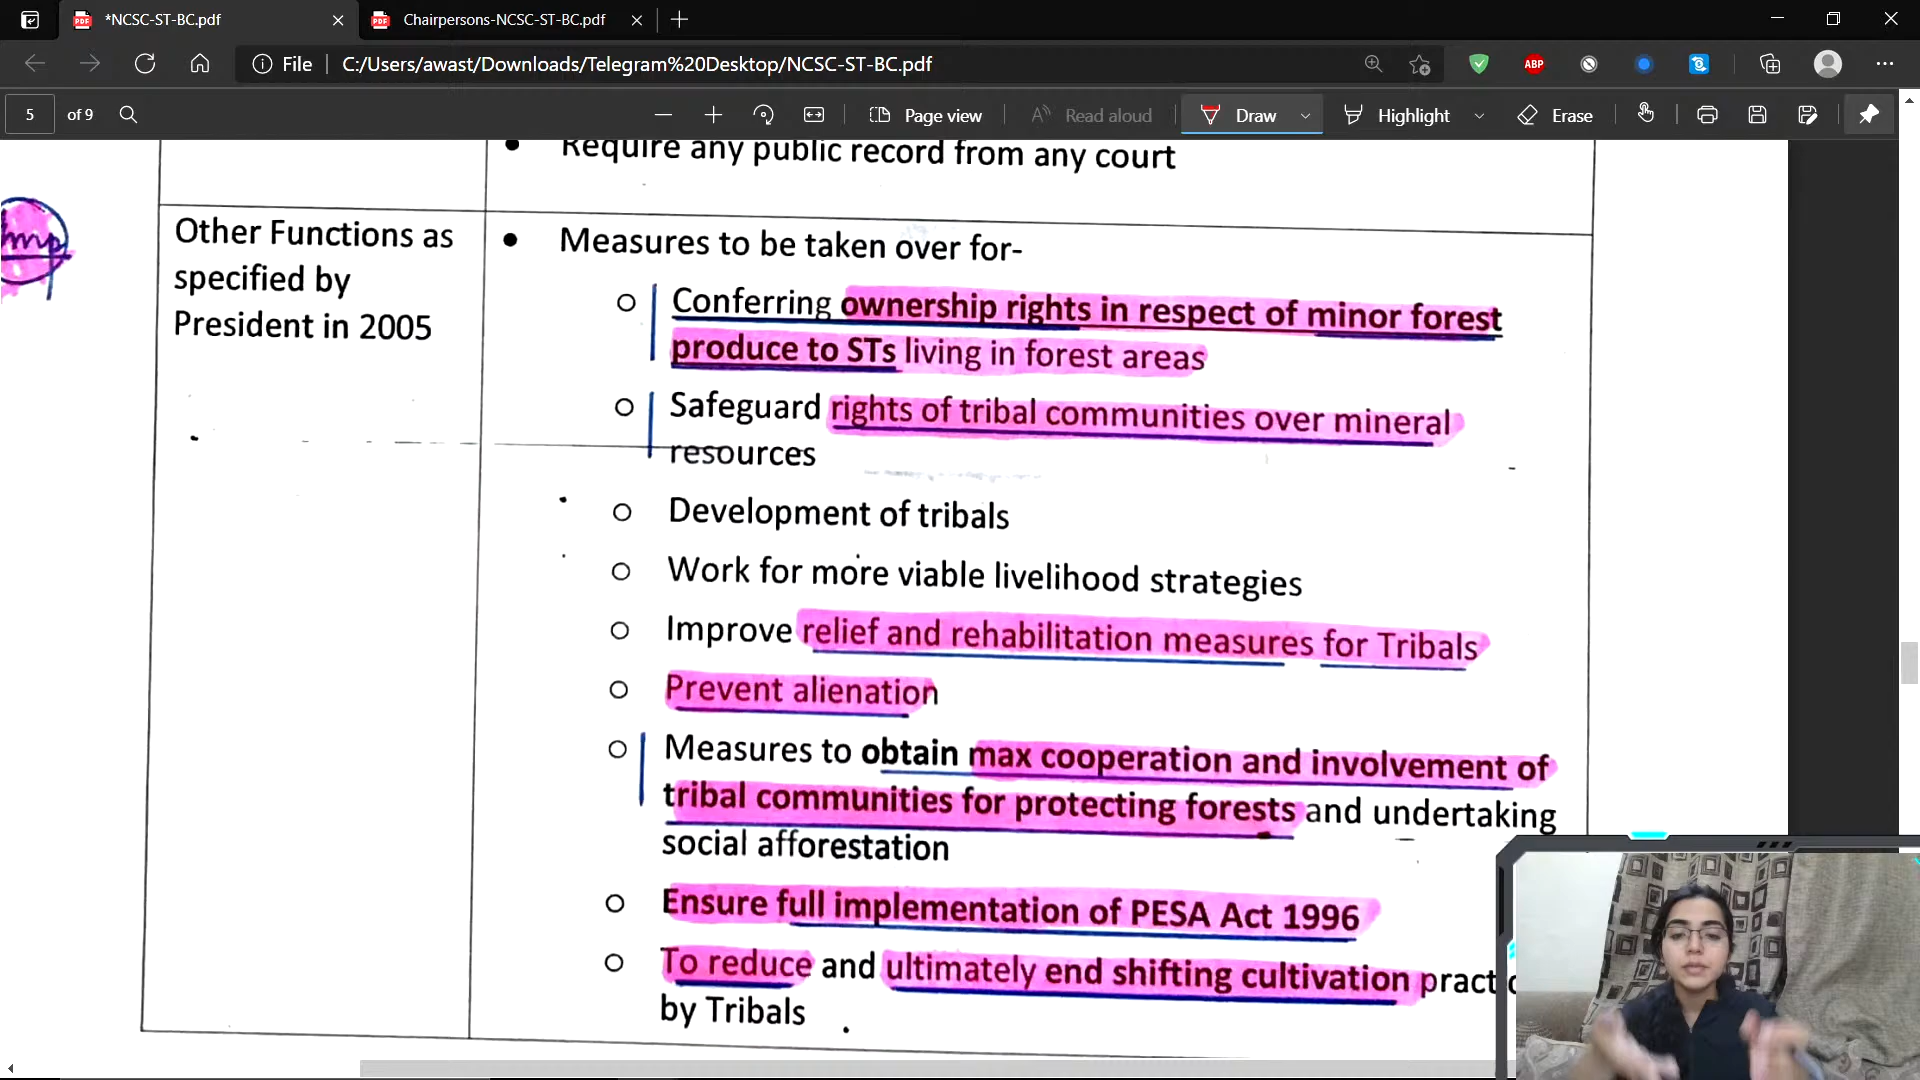 *NCSC-ST-BC.pdf
Chairpersons-NCSC-ST-BC.pdf
File
C:/Users/awast/Downloads/Telegram%20Desktop/NCSC-ST-BC.pdf
ABP
5 of 9
Page view
Read aloud
Draw
Highlight
Erase
• Require any public record from any court
Imp
Other Functions as
specified by
President in 2005
• Measures to be taken over for-
Conferring ownership rights in respect of minor forest
produce to STs living in forest areas
Safeguard rights of tribal communities over mineral
resources
Development of tribals
Work for more viable livelihood strategies
Improve relief and rehabilitation measures for Tribals
Prevent alienation
Measures to obtain max cooperation and involvement of
tribal communities for protecting forests and undertaking
social afforestation
Ensure full implementation of PESA Act 1996
To reduce and ultimately end shifting cultivation
by Tribals